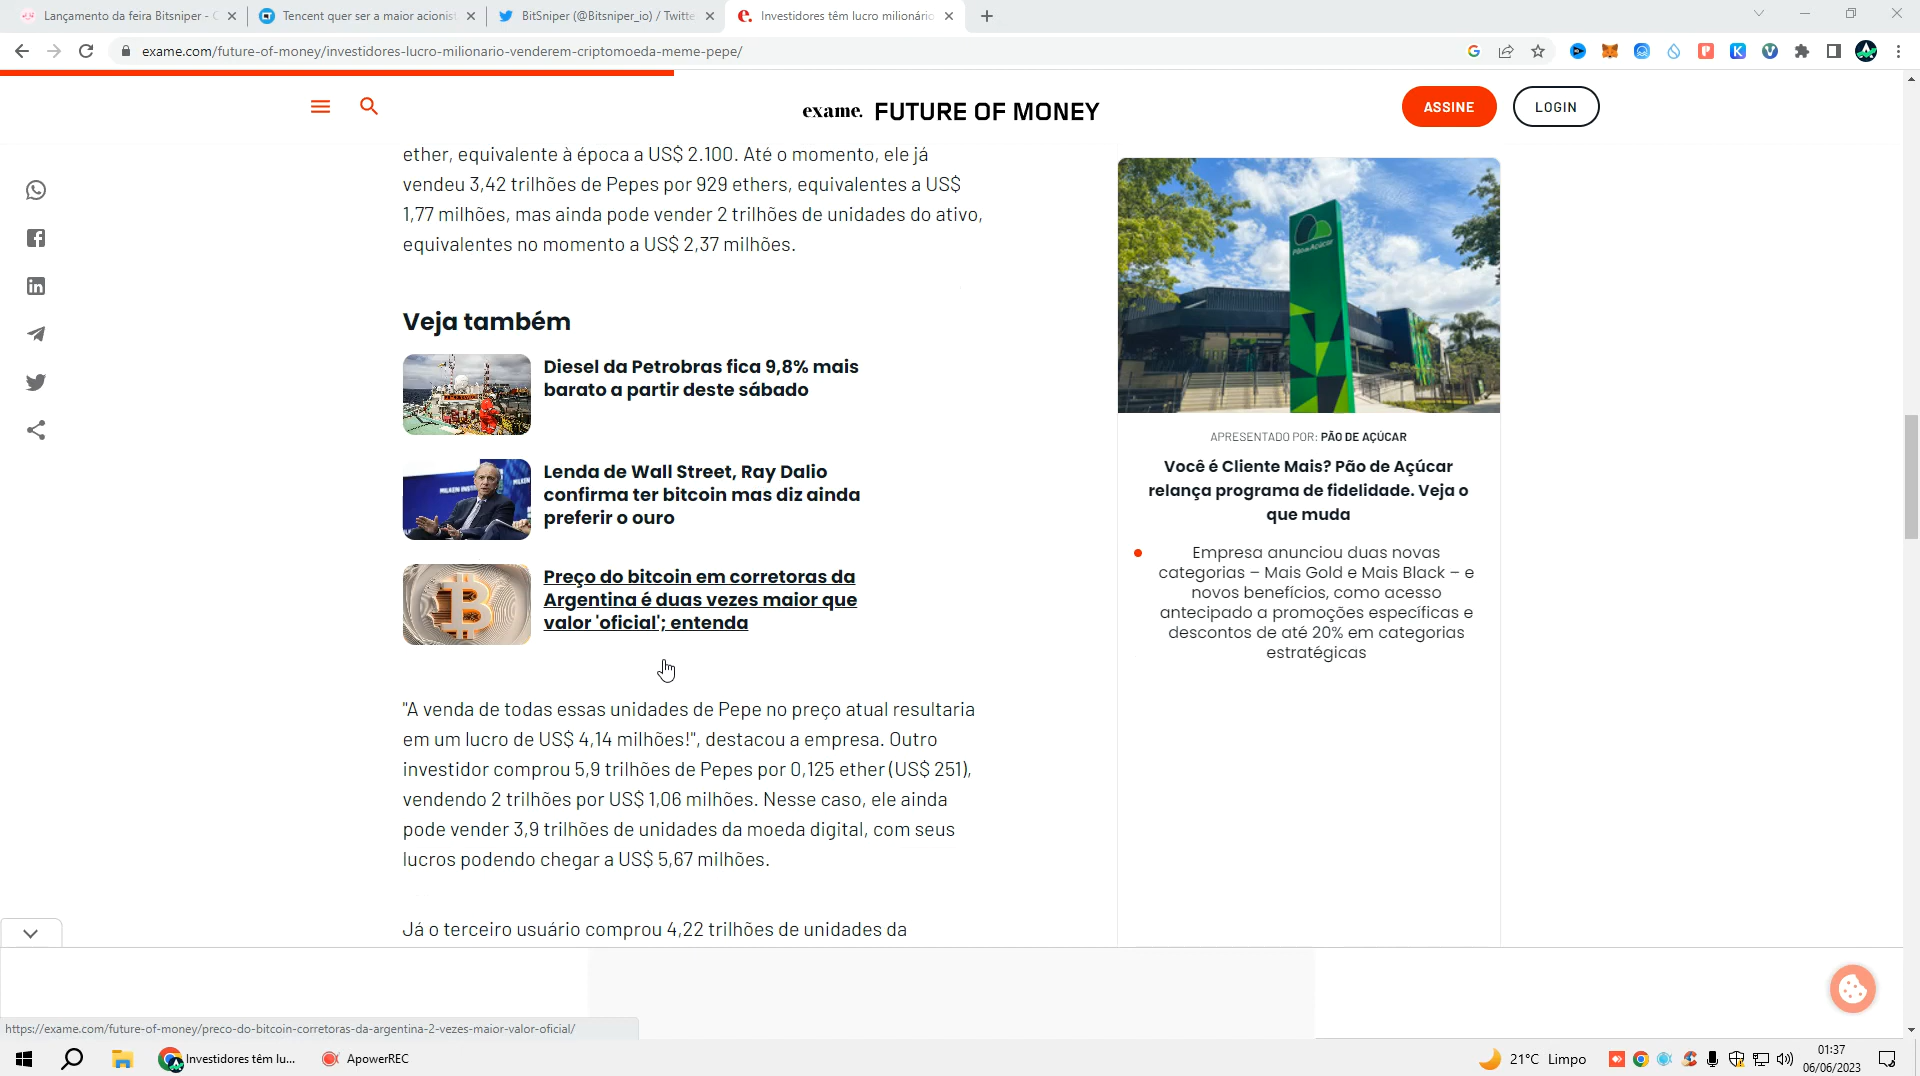 Lançamento da feira Bitsniper -
Tencent quer ser a maior acionist
BitSniper (@Bitsniper_io) / Twitte
Investidores têm lucro milionário
exame.com/future-of-money/investidores-lucro-milionario-venderem-criptomoeda-meme-pepe/
exame. FUTURE OF MONEY
ASSINE
LOGIN
ether, equivalente à época a US$ 2.100. Até o momento, ele já
vendeu 3,42 trilhões de Pepes por 929 ethers, equivalentes a US$
1,77 milhões, mas ainda pode vender 2 trilhões de unidades do ativo,
equivalentes no momento a US$ 2,37 milhões.
Veja também
Diesel da Petrobras fica 9,8% mais
barato a partir deste sábado
Lenda de Wall Street, Ray Dalio
confirma ter bitcoin mas diz ainda
preferir o ouro
Preço do bitcoin em corretoras da
Argentina é duas vezes maior que
valor 'oficial'; entenda
"A venda de todas essas unidades de Pepe no preço atual resultaria
em um lucro de US$ 4,14 milhões!", destacou a empresa. Outro
investidor comprou 5,9 trilhões de Pepes por 0,125 ether (US$ 251),
vendendo 2 trilhões por US$ 1,06 milhões. Nesse caso, ele ainda
pode vender 3,9 trilhões de unidades da moeda digital, com seus
lucros podendo chegar a US$ 5,67 milhões.
Já o terceiro usuário comprou 4,22 trilhões de unidades da
Pão de Açúcar
APRESENTADO POR: PÃO DE AÇÚCAR
Você é Cliente Mais? Pão de Açúcar
relança programa de fidelidade. Veja o
que muda
Empresa anunciou duas novas
categorias – Mais Gold e Mais Black – e
novos benefícios, como acesso
antecipado a promoções específicas e
descontos de até 20% em categorias
estratégicas
https://exame.com/future-of-money/preco-do-bitcoin-corretoras-da-argentina-2-vezes-maior-valor-oficial/
Investidores têm lu...
ApowerREC
21°C Limpo
01:37
06/06/2023